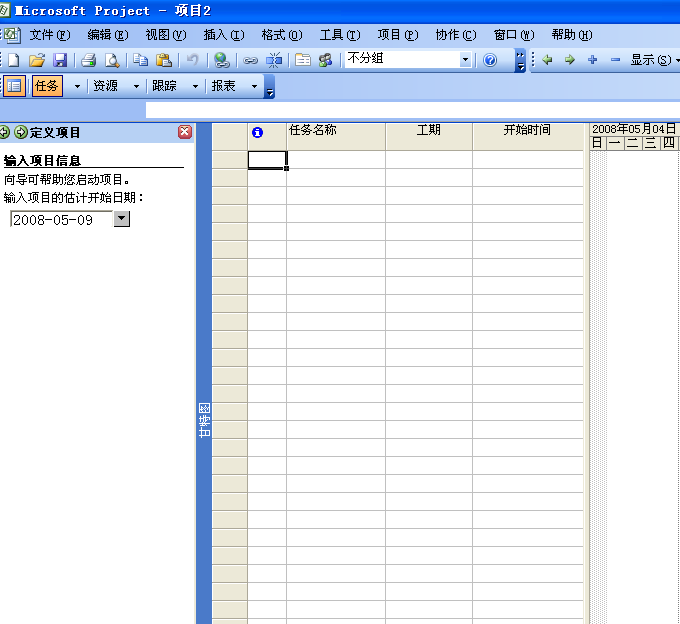 Microsoft Project - 项目2
文件(F) 编辑(E) 视图(V) 插入(I) 格式(O) 工具(T) 项目(P) 协作(C) 窗口(W) 帮助(H)
不分组 显示(S)
任务 资源 跟踪 报表
定义项目
输入项目信息
向导可帮助您启动项目。
输入项目的估计开始日期：
2008-05-09
甘特图
任务名称 工期 开始时间
2008年05月04日
日 一 二 三 四